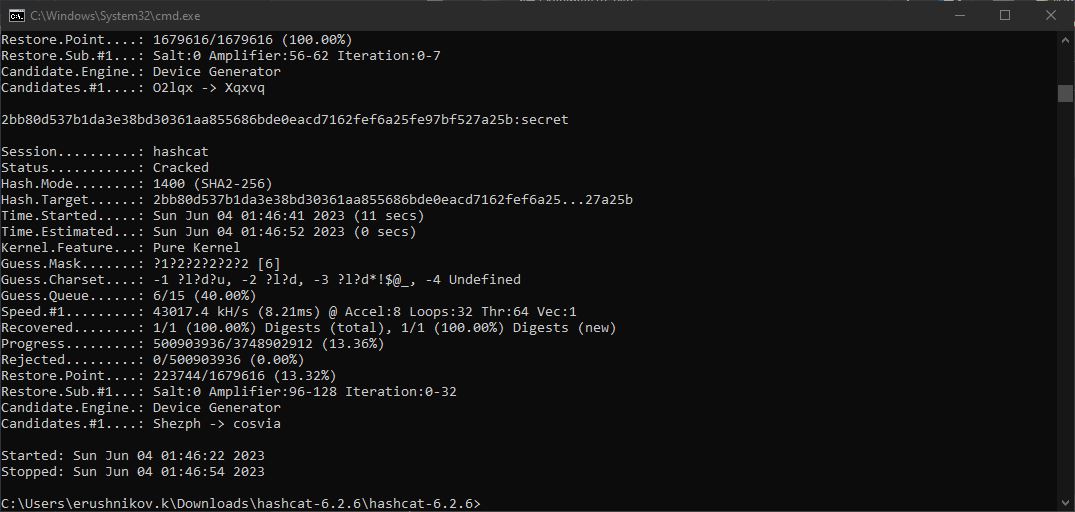 C:\Windows\System32\cmd.exe
Restore.Point....: 1679616/1679616 (100.00%)
Restore.Sub.#1...: Salt:0 Amplifier:56-62 Iteration:0-7
Candidate.Engine.: Device Generator
Candidates.#1....: O2lqx -> Xqxvq
2bb80d537b1da3e38bd30361aa855686bde0eacd7162fef6a25fe97bf527a25b:secret
Session..........: hashcat
Status...........: Cracked
Hash.Mode........: 1400 (SHA2-256)
Hash.Target......: 2bb80d537b1da3e38bd30361aa855686bde0eacd7162fef6a25...27a25b
Time.Started.....: Sun Jun 04 01:46:41 2023 (11 secs)
Time.Estimated...: Sun Jun 04 01:46:52 2023 (0 secs)
Kernel.Feature...: Pure Kernel
Guess.Mask.......: ?1?2?2?2?2?2 [6]
Guess.Charset....: -1 ?l?d?u, -2 ?l?d, -3 ?l?d*!$@_, -4 Undefined
Guess.Queue......: 6/15 (40.00%)
Speed.#1.........: 43017.4 kH/s (8.21ms) @ Accel:8 Loops:32 Thr:64 Vec:1
Recovered........: 1/1 (100.00%) Digests (total), 1/1 (100.00%) Digests (new)
Progress.........: 500903936/3748902912 (13.36%)
Rejected.........: 0/500903936 (0.00%)
Restore.Point....: 223744/1679616 (13.32%)
Restore.Sub.#1...: Salt:0 Amplifier:96-128 Iteration:0-32
Candidate.Engine.: Device Generator
Candidates.#1....: Shezph -> cosvia
Started: Sun Jun 04 01:46:22 2023
Stopped: Sun Jun 04 01:46:54 2023
C:\Users\erushnikov.k\Downloads\hashcat-6.2.6\hashcat-6.2.6>